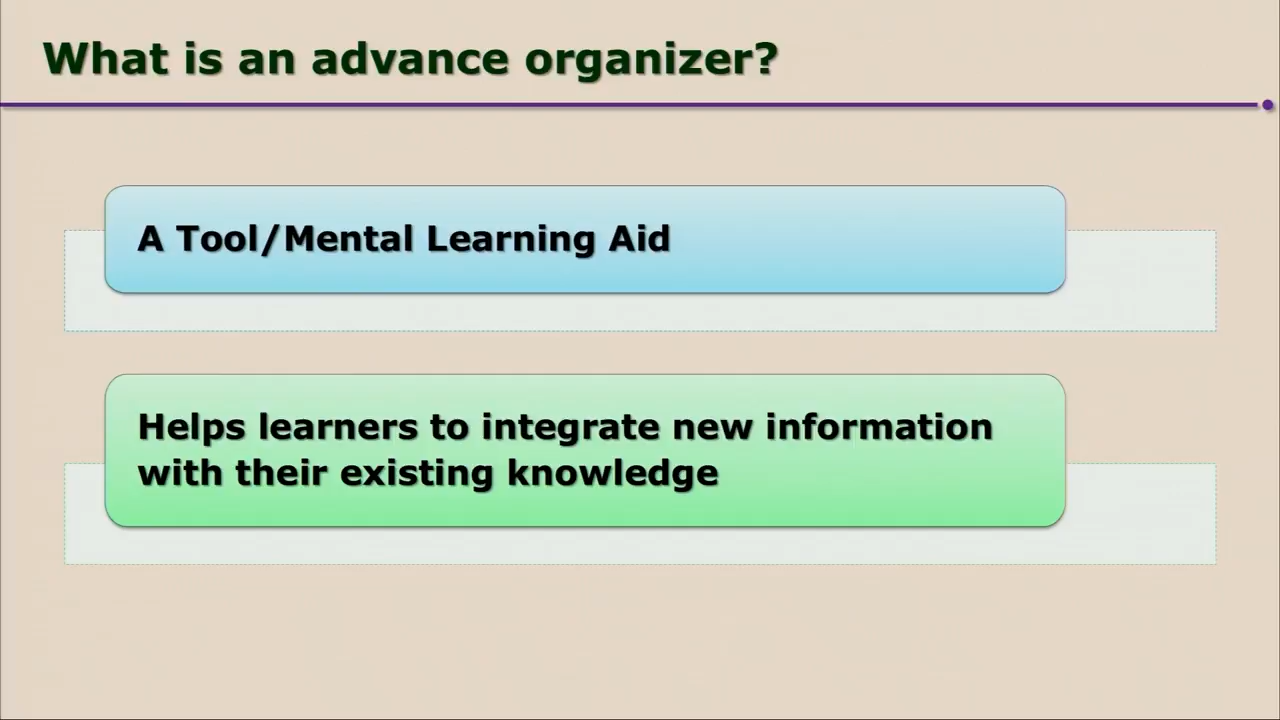 What is an advance organizer?
A Tool/Mental Learning Aid
Helps learners to integrate new information
with their existing knowledge